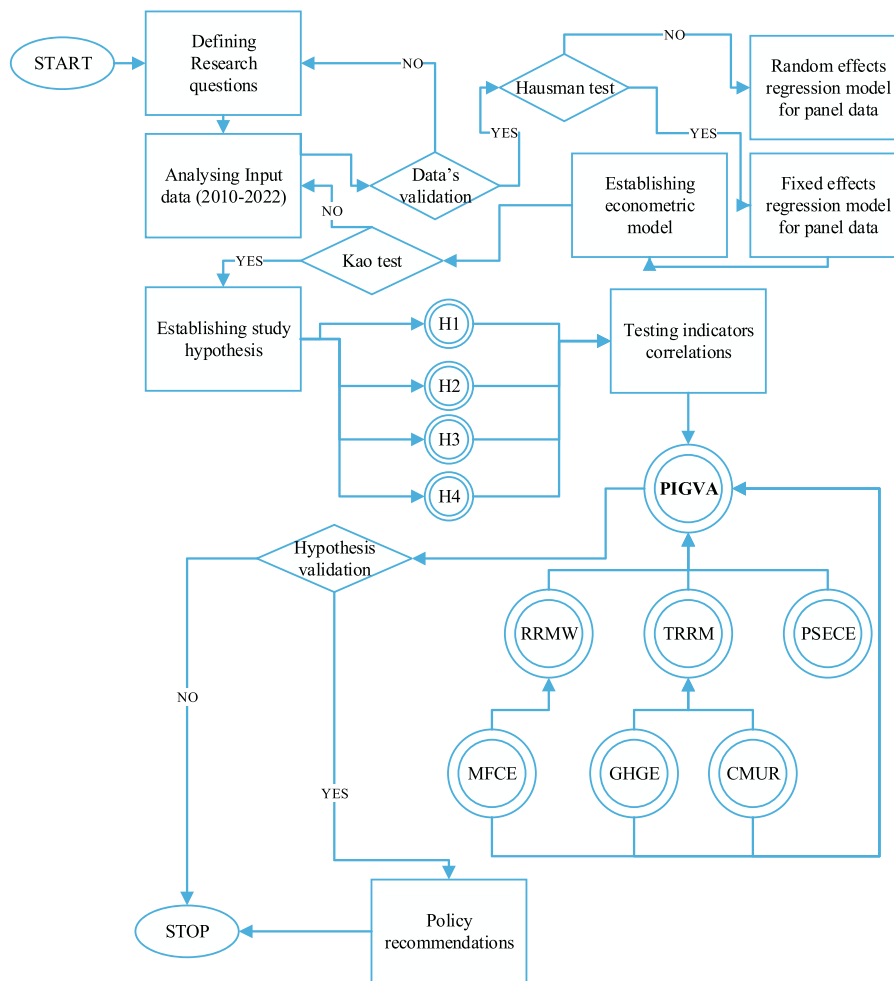 START
Defining
Research
questions
NO
Hausman test
NO
Random effects
regression model
for panel data
YES
YES
Analysing Input
data (2010-2022)
Data's
validation
Establishing
econometric
model
Fixed effects
regression model
for panel data
NO
Kao test
YES
Establishing study
hypothesis
H1
H2
H3
H4
Testing indicators
correlations
PIGVA
Hypothesis
validation
RRMW
TRRM
PSECE
NO
MFCE
GHGE
CMUR
YES
STOP
Policy
recommendations